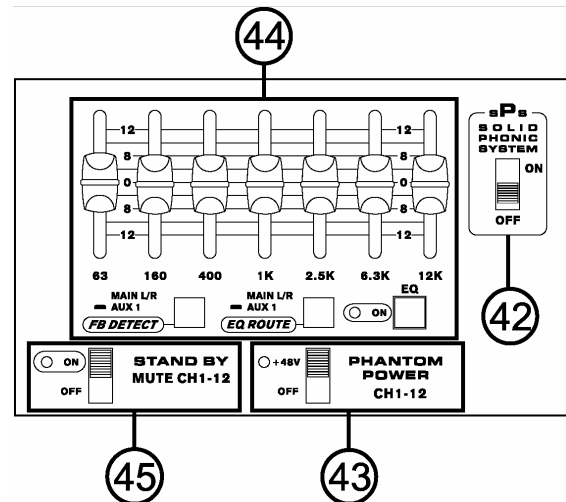 44
12 12
8 8
0 0
8 8
12 12
63 160 400 1K 2.5K 6.3K 12K
MAIN L/R
AUX 1
FB DETECT
MAIN L/R
AUX 1
EQ ROUTE
EQ
ON
sPs
SOLID
PHONIC
SYSTEM
ON
OFF
42
ON
OFF
STAND BY
MUTE CH1-12
+48V
OFF
PHANTOM
POWER
CH1-12
45
43